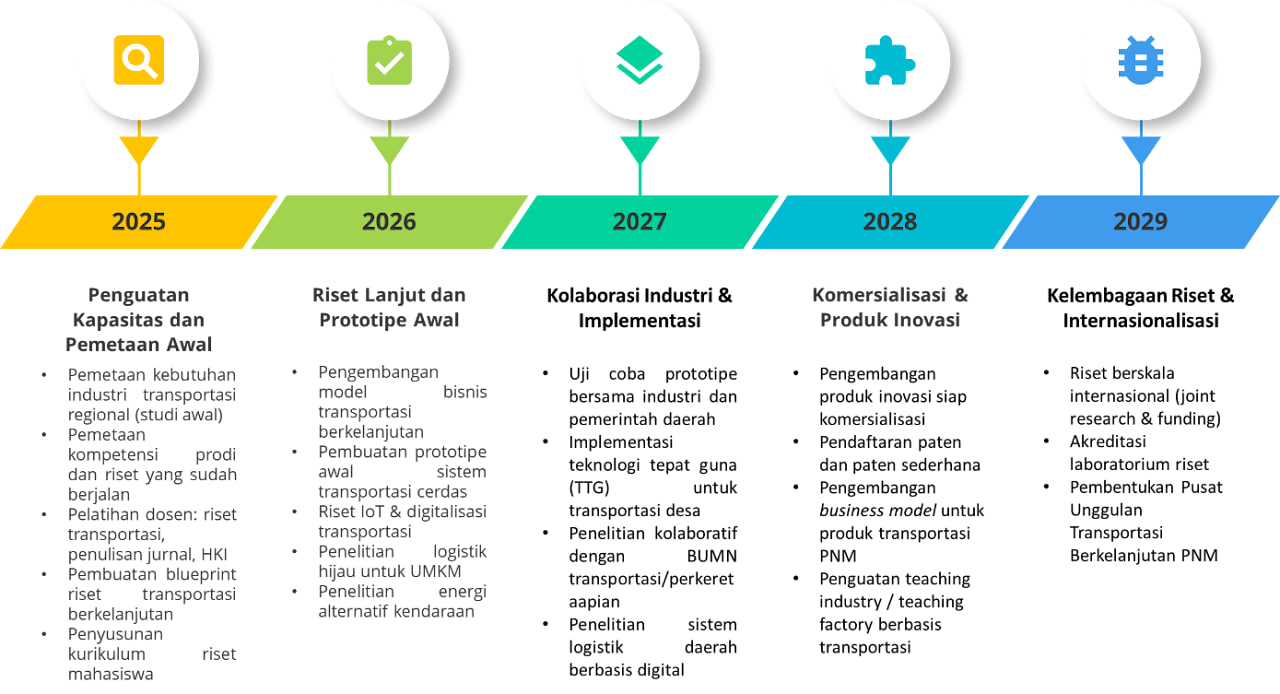 2025
2026
2027
2028
2029
Penguatan
Kapasitas dan
Pemetaan Awal
• Pemetaan kebutuhan
industri transportasi
regional (studi awal)
• Pemetaan
kompetensi prodi
dan riset yang sudah
berjalan
• Pelatihan dosen: riset
transportasi,
penulisan jurnal, HKI
• Pembuatan blueprint
riset transportasi
berkelanjutan
• Penyusunan
kurikulum riset
mahasiswa
Riset Lanjut dan
Prototipe Awal
• Pengembangan
model bisnis
transportasi
berkelanjutan
• Pembuatan prototipe
awal sistem
transportasi cerdas
• Riset IoT & digitalisasi
transportasi
• Penelitian logistik
hijau untuk UMKM
• Penelitian energi
alternatif kendaraan
Kolaborasi Industri &
Implementasi
• Uji coba prototipe
bersama industri dan
pemerintah daerah
• Implementasi
teknologi tepat guna
(TTG) untuk
transportasi desa
• Penelitian kolaboratif
dengan BUMN
transportasi/perkeret
aapian
• Penelitian sistem
logistik daerah
berbasis digital
Komersialisasi &
Produk Inovasi
• Pengembangan
produk inovasi siap
komersialisasi
• Pendaftaran paten
dan paten sederhana
• Pengembangan
business model untuk
produk transportasi
PNM
• Penguatan teaching
industry / teaching
factory berbasis
transportasi
Kelembagaan Riset &
Internasionalisasi
• Riset berskala
internasional (joint
research & funding)
• Akreditasi
laboratorium riset
• Pembentukan Pusat
Unggulan
Transportasi
Berkelanjutan PNM